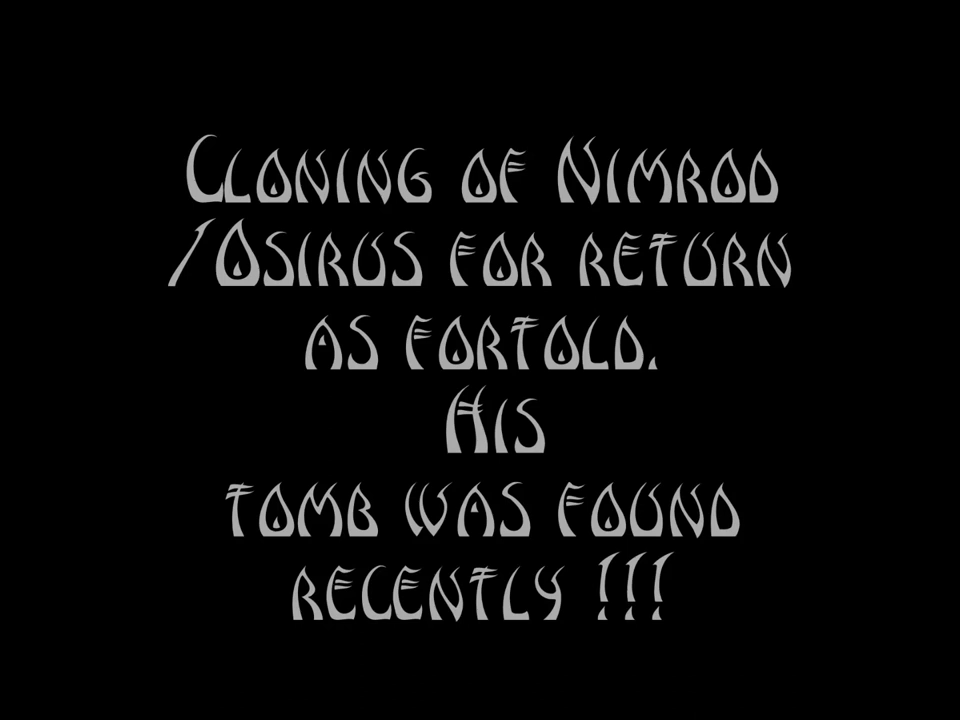 Cloning of Nimrod
/Osirus for return
as fortold.
His
tomb was found
recently !!!